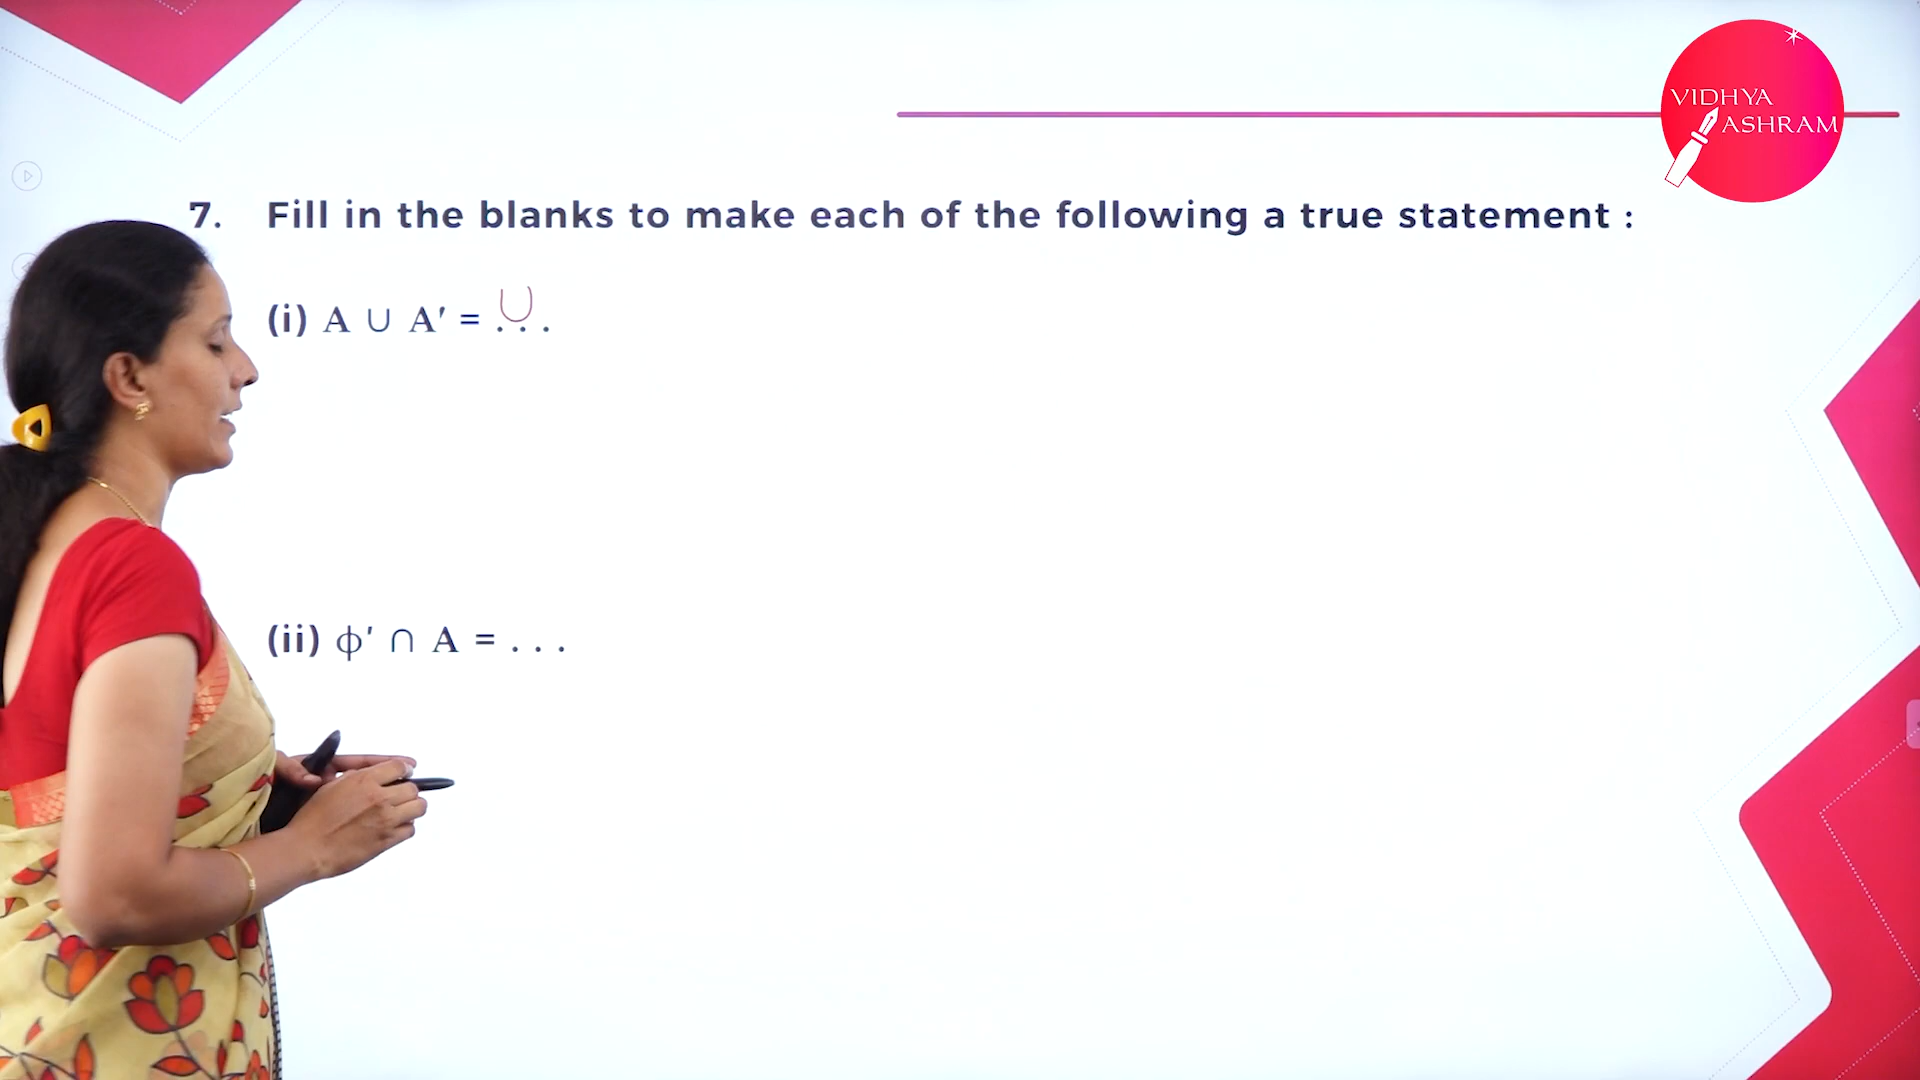 VIDHYA
ASHRAM
7. Fill in the blanks to make each of the following a true statement :
(i) A ∪ A′ = . . . U
(ii) ϕ′ ∩ A = . . .